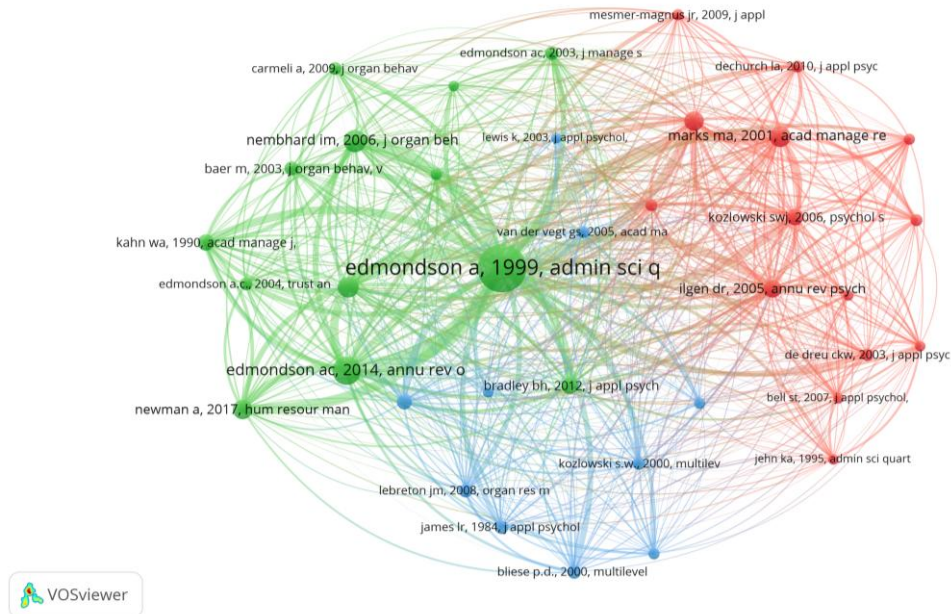 mesmer-magnus jr, 2009, j appl
edmondson ac, 2003, j manage s
carmeli a, 2009, j organ behav
dechurch la, 2010, j appl psyc
lewis k, 2003, j appl psychol,
marks ma, 2001, acad manage re
nembhard im, 2006, j organ beh
baer m, 2003, j organ behav, v
kozlowski swj, 2006, psychol s
van der vegt gs, 2005, acad ma
kahn wa, 1990, acad manage j,
edmondson a, 1999, admin sci q
edmondson a.c., 2004, trust an
ilgen dr, 2005, annu rev psych
de dreu ckw, 2003, j appl psyc
edmondson ac, 2014, annu rev o
bradley bh, 2012, j appl psych
bell st, 2007, j appl psychol,
newman a, 2017, hum resour man
jehn ka, 1995, admin sci quart
kozlowski s.w., 2000, multilev
lebreton jm, 2008, organ res m
james lr, 1984, j appl psychol
bliese p.d., 2000, multilevel
VOSviewer